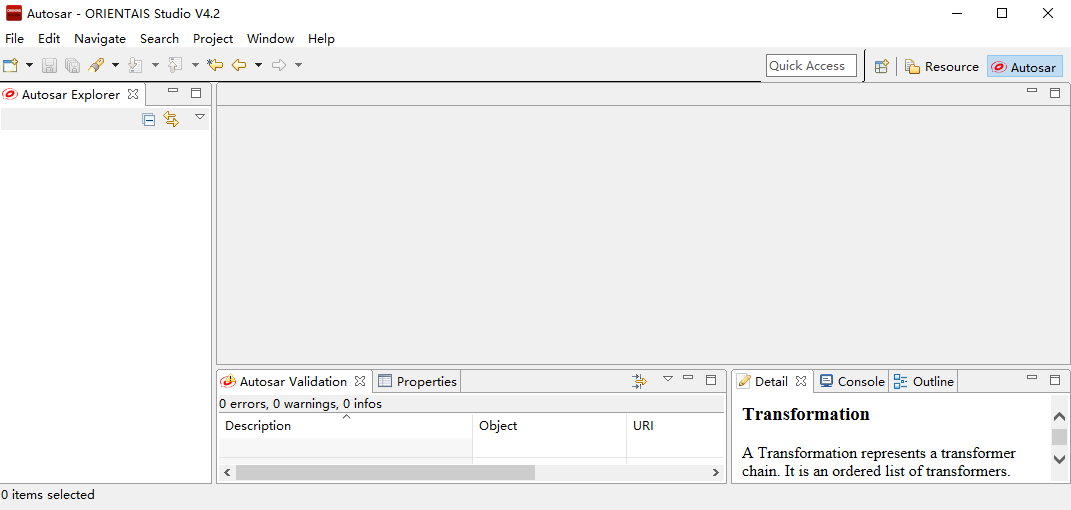 Autosar - ORIENTAIS Studio V4.2
File Edit Navigate Search Project Window Help
Quick Access Resource Autosar
Autosar Explorer
Autosar Validation Properties
0 errors, 0 warnings, 0 infos
Description Object URI
Detail Console Outline
Transformation
A Transformation represents a transformer
chain. It is an ordered list of transformers.
0 items selected